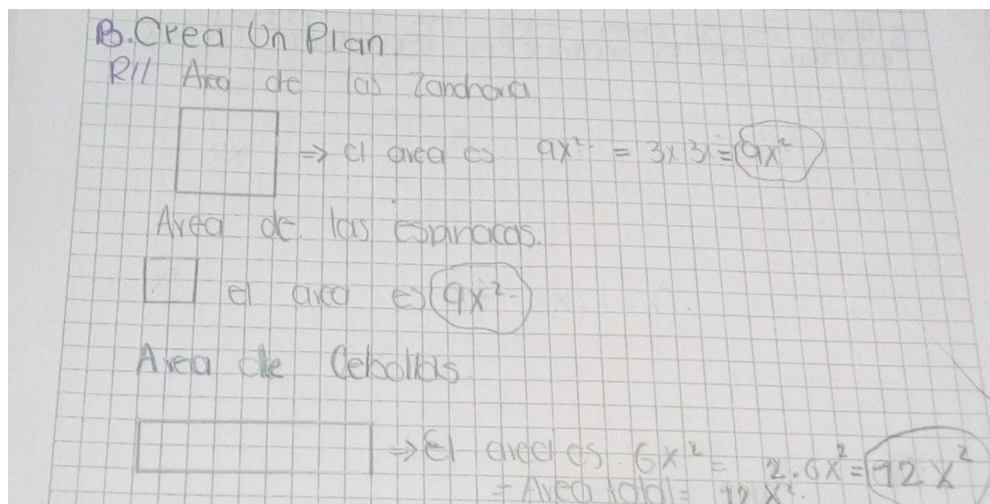 B. Crea Un Plan
R// Area de las Zanahoria
⇒ el area es 9x² = 3x 3x = 9x²
Area de las espinacas.
el area es 9x²
Area de Cebollas
⇒ El area es 6x² = 2.6x² = 12x²
= Area total = 12 x